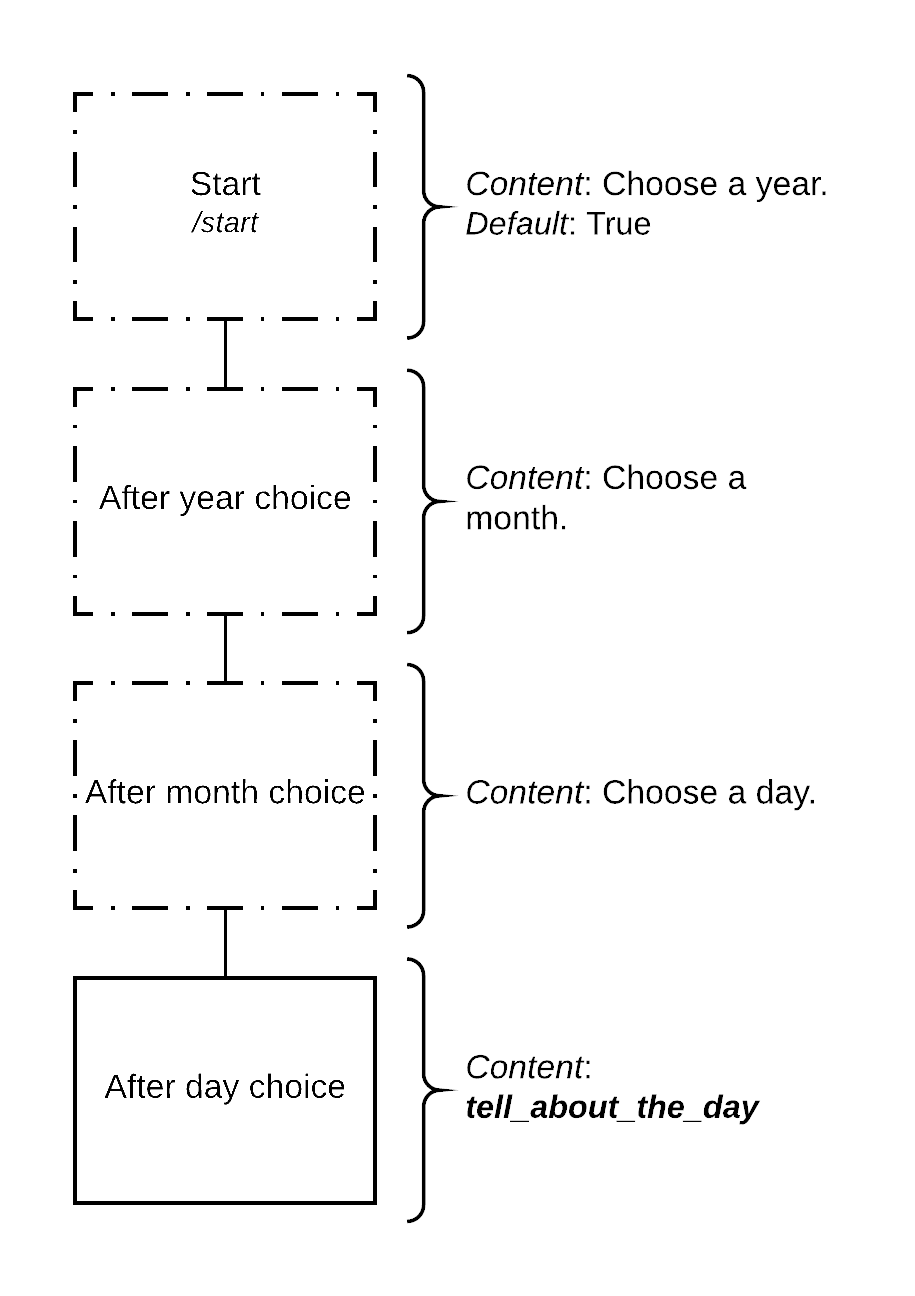 Start
/start
Content: Choose a year.
Default: True
After year choice
Content: Choose a
month.
After month choice
Content: Choose a day.
After day choice
Content:
tell_about_the_day